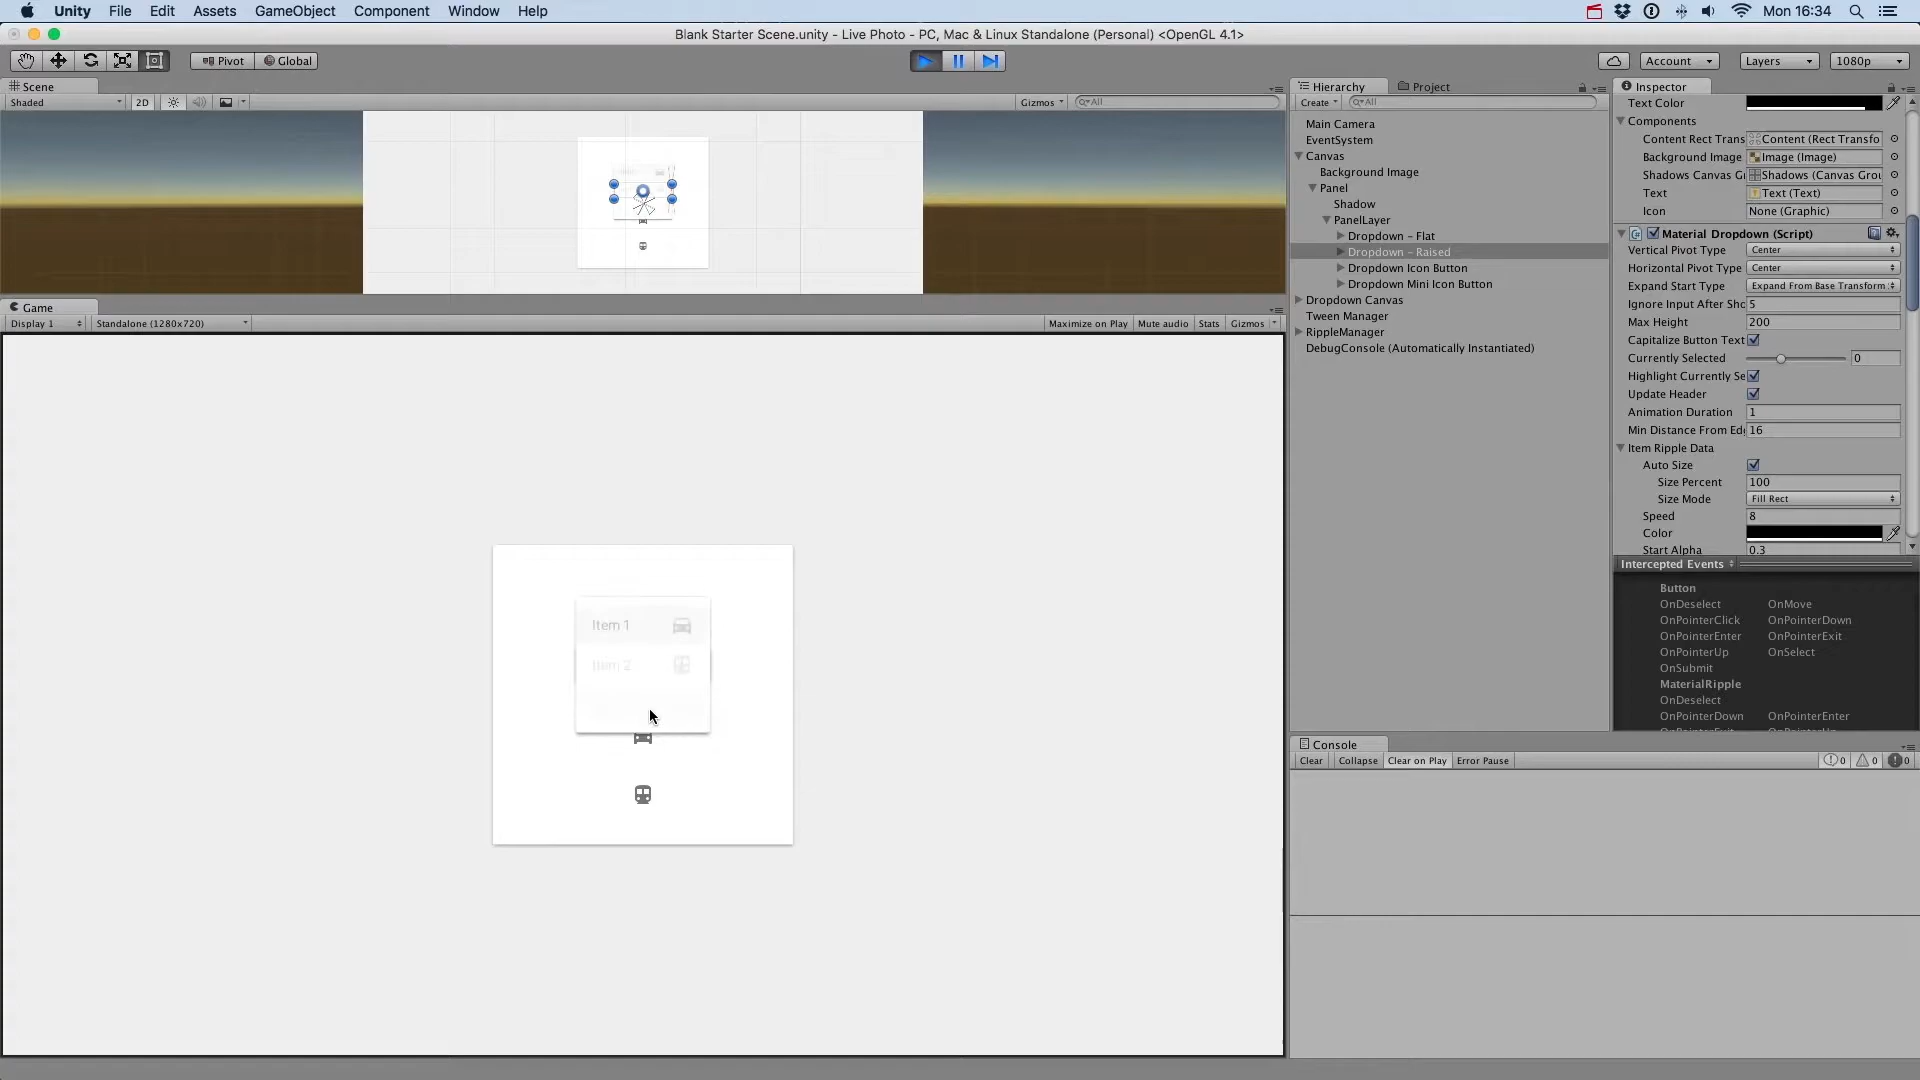 Unity File Edit Assets GameObject Component Window Help Mon 16:34
Blank Starter Scene.unity - Live Photo - PC, Mac & Linux Standalone (Personal) <OpenGL 4.1>
Pivot Global Account Layers 1080p
Scene
Shaded 2D Gizmos All
Game
Display 1 Standalone (1280x720) Maximize on Play Mute audio Stats Gizmos
Item 1
Item 2
Hierarchy Project
Create All
Main Camera
EventSystem
Canvas
Background Image
Panel
Shadow
PanelLayer
Dropdown - Flat
Dropdown - Raised
Dropdown Icon Button
Dropdown Mini Icon Button
Dropdown Canvas
Tween Manager
RippleManager
DebugConsole (Automatically Instantiated)
Console
Clear Collapse Clear on Play Error Pause 0 0 0
Inspector
Text Color
Components
Content Rect Trans Content (Rect Transfo
Background Image Image (Image)
Shadows Canvas G Shadows (Canvas Grou
Text Text (Text)
Icon None (Graphic)
Material Dropdown (Script)
Vertical Pivot Type Center
Horizontal Pivot Type Center
Expand Start Type Expand From Base Transform
Ignore Input After Sho 5
Max Height 200
Capitalize Button Text
Currently Selected 0
Highlight Currently Se
Update Header
Animation Duration 1
Min Distance From Ed 16
Item Ripple Data
Auto Size
Size Percent 100
Size Mode Fill Rect
Speed 8
Color
Start Alpha 0.3
Intercepted Events
Button
OnDeselect OnMove
OnPointerClick OnPointerDown
OnPointerEnter OnPointerExit
OnPointerUp OnSelect
OnSubmit
MaterialRipple
OnDeselect
OnPointerDown OnPointerEnter